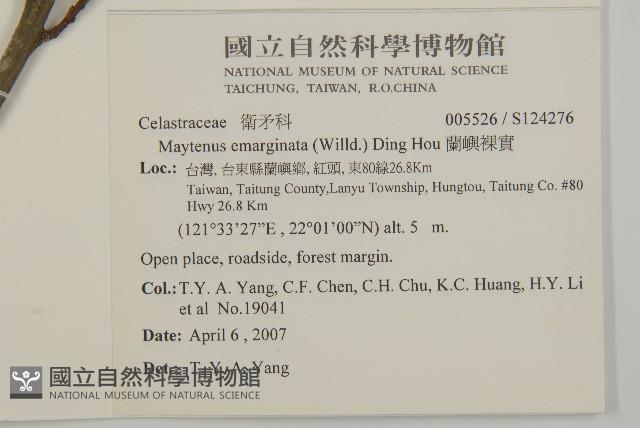 國立自然科學博物館
NATIONAL MUSEUM OF NATURAL SCIENCE
TAICHUNG, TAIWAN, R.O.CHINA
Celastraceae 衛矛科 005526 / S124276
Maytenus emarginata (Willd.) Ding Hou 蘭嶼裸實
Loc.: 台灣, 台東縣蘭嶼鄉, 紅頭, 東80線26.8Km
Taiwan, Taitung County,Lanyu Township, Hungtou, Taitung Co. #80
Hwy 26.8 Km
(121°33'27”E , 22°01'00”N) alt. 5 m.
Open place, roadside, forest margin.
Col.:T.Y. A. Yang, C.F. Chen, C.H. Chu, K.C. Huang, H.Y. Li
et al No.19041
Date: April 6 , 2007
Det.: T. Y. A. Yang
國立自然科學博物館
NATIONAL MUSEUM OF NATURAL SCIENCE